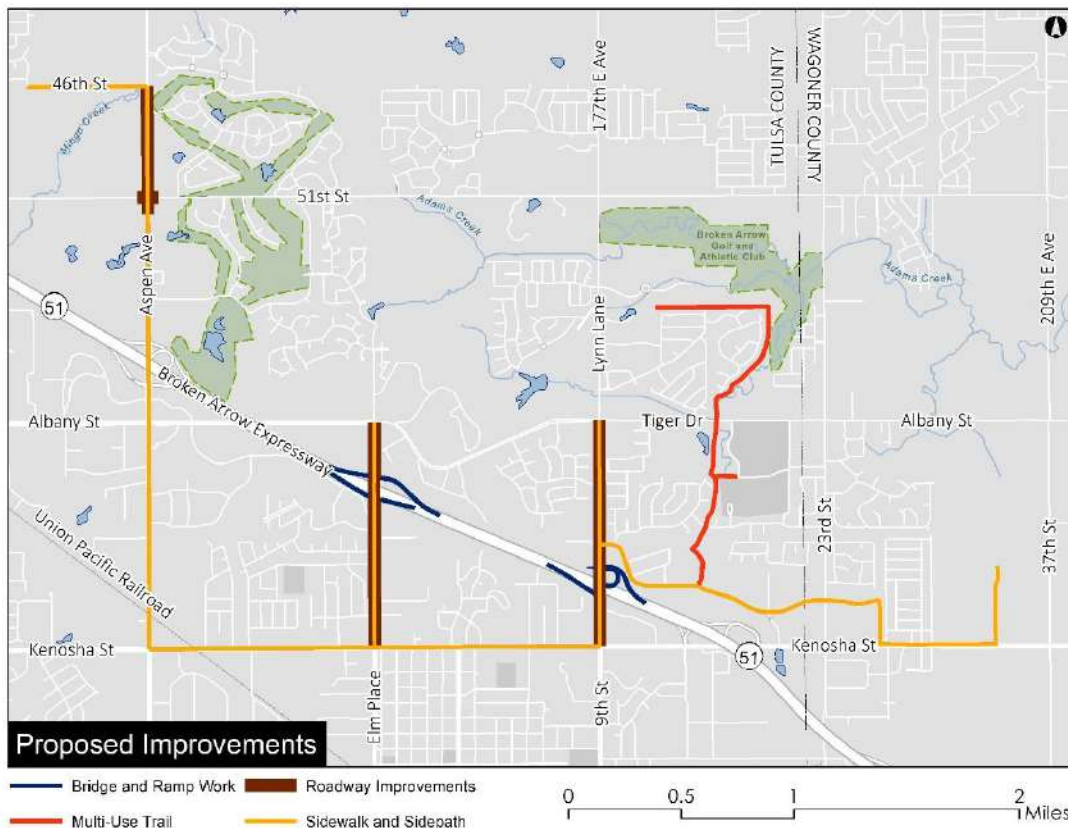 46th St
Mingo Creek
177th E Ave
TULSA COUNTY
WAGONER COUNTY
51st St
Adams Creek
Broken Arrow
Golf and
Athletic Club
Adams Creek
209th E Ave
51
Aspen Ave
Lynn Lane
Broken Arrow Expressway
Albany St
Tiger Dr
Albany St
Union Pacific Railroad
23rd St
37th St
Kenosha St
Elm Place
9th St
51
Kenosha St
Proposed Improvements
Bridge and Ramp Work
Roadway Improvements
Multi-Use Trail
Sidewalk and Sidepath
0 0.5 1 2
Miles